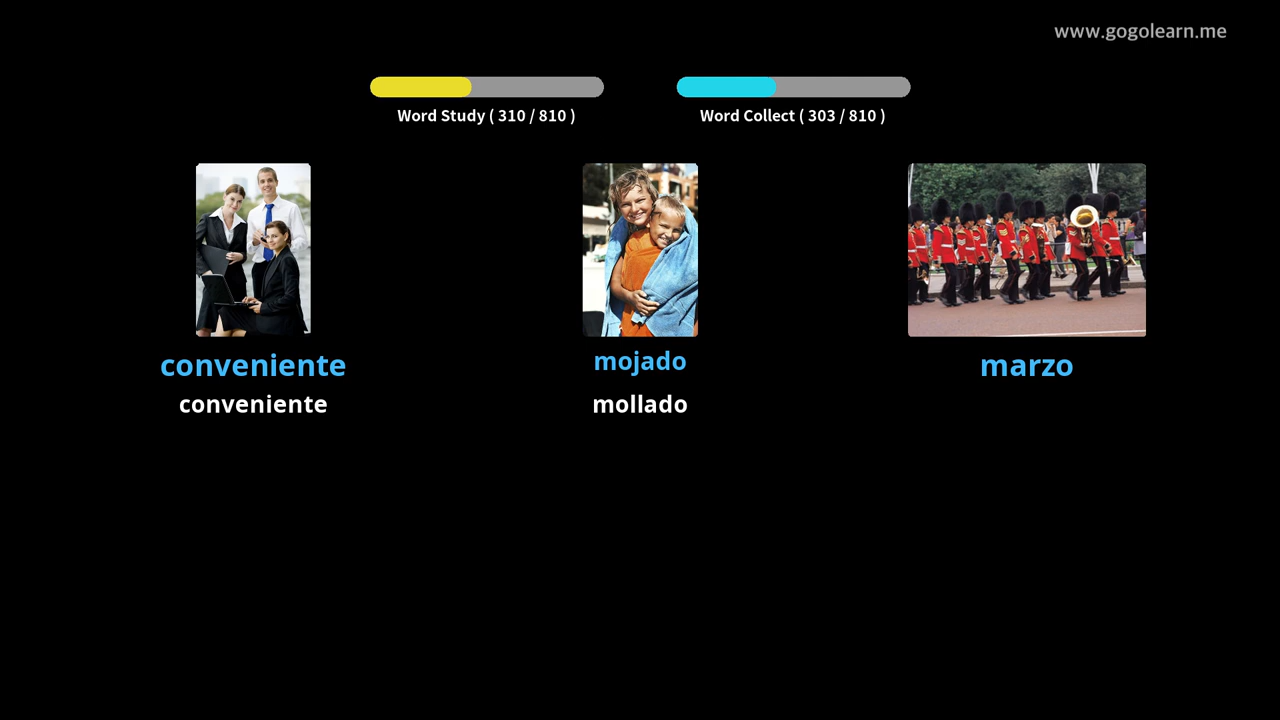 www.gogolearn.me
Word Study ( 310 / 810 )
Word Collect ( 303 / 810 )
conveniente
conveniente
mojado
mollado
marzo